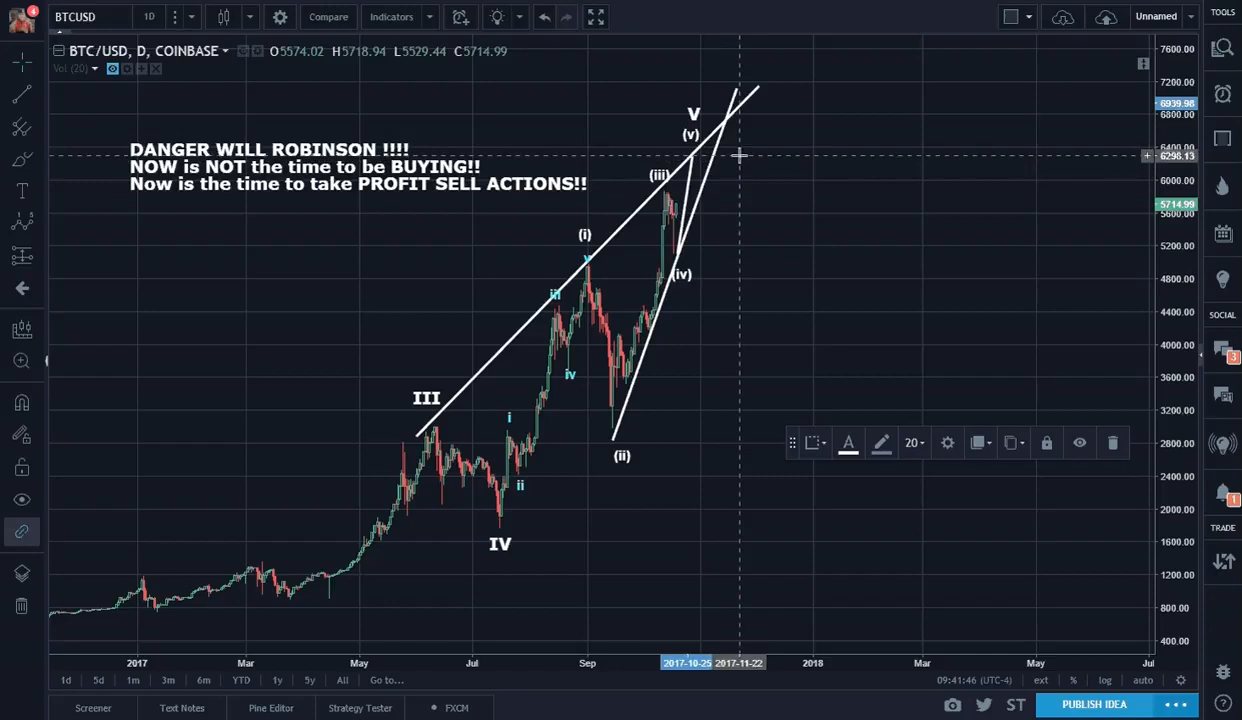 4
BTCUSD
1D
Compare
Indicators
Unnamed
TOOLS
BTC/USD, D, COINBASE
O5574.02 H5718.94 L5529.44 C5714.99
Vol (20)
DANGER WILL ROBINSON !!!!
NOW is NOT the time to be BUYING!!
Now is the time to take PROFIT SELL ACTIONS!!
V
(v)
(iii)
(i)
v
iii
(iv)
iv
III
i
(ii)
ii
IV
7600.00
7200.00
6939.98
6800.00
6400.00
6298.13
6000.00
5714.99
5600.00
5200.00
4800.00
4400.00
4000.00
3600.00
3200.00
2800.00
2400.00
2000.00
1600.00
1200.00
800.00
400.00
20
SOCIAL
3
1
TRADE
2017
Mar
May
Jul
Sep
2017-10-25
2017-11-22
2018
Mar
May
Jul
1d
5d
1m
3m
6m
YTD
1y
5y
All
Go to...
09:41:46 (UTC-4)
ext
%
log
auto
Screener
Text Notes
Pine Editor
Strategy Tester
FXCM
ST
PUBLISH IDEA